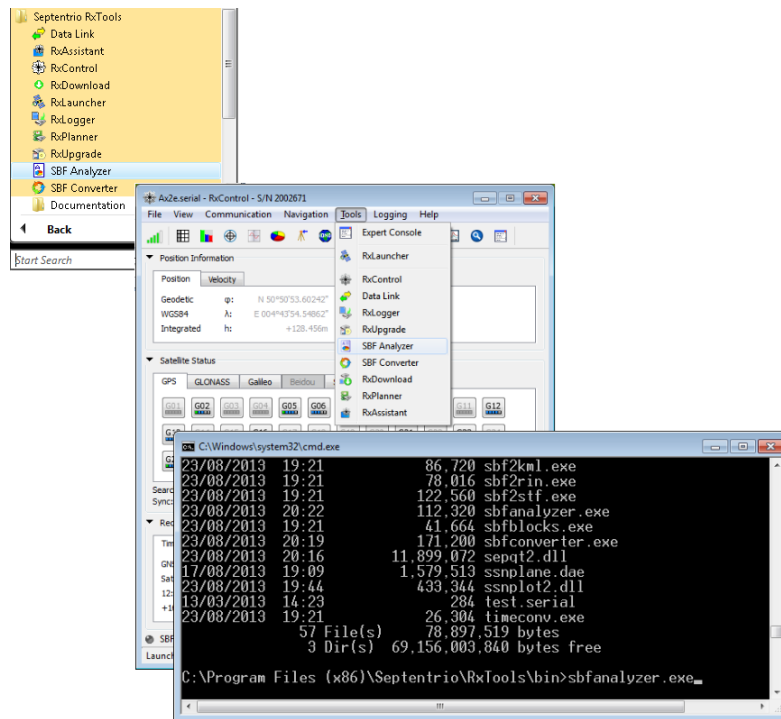 Septentrio RxTools
Data Link
RxAssistant
RxControl
RxDownload
RxLauncher
RxLogger
RxPlanner
RxUpgrade
SBF Analyzer
SBF Converter
Documentation
Back
Start Search
Ax2e.serial - RxControl - S/N 2002671
File View Communication Navigation Tools Logging Help
Position Information
Position Velocity
Geodetic φ: N 50°50'53.60242"
WGS84 λ: E 004°43'54.54862"
Integrated h: +128.456m
Satellite Status
GPS GLONASS Galileo Beidou
G01 G02 G03 G04 G05 G06 G11 G12
Expert Console
RxLauncher
RxControl
Data Link
RxLogger
RxUpgrade
SBF Analyzer
SBF Converter
RxDownload
RxPlanner
RxAssistant
Sync:
C:\Windows\system32\cmd.exe
23/08/2013 19:21 86,720 sbf2kml.exe
23/08/2013 19:21 78,016 sbf2rin.exe
23/08/2013 19:21 122,560 sbf2stf.exe
23/08/2013 20:22 112,320 sbfanalyzer.exe
23/08/2013 19:21 41,664 sbfblocks.exe
23/08/2013 20:19 171,200 sbfconverter.exe
23/08/2013 20:16 11,899,072 sepqt2.dll
17/08/2013 19:09 1,579,513 ssnplane.dae
23/08/2013 19:44 433,344 ssnplot2.dll
13/03/2013 14:23 284 test.serial
23/08/2013 19:21 26,304 timeconv.exe
57 File(s) 78,897,519 bytes
3 Dir(s) 69,156,003,840 bytes free
C:\Program Files (x86)\Septentrio\RxTools\bin>sbfanalyzer.exe